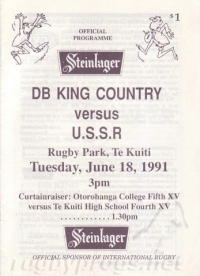 $1
OFFICIAL
PROGRAMME
Steinlager
DB KING COUNTRY
versus
U.S.S.R
Rugby Park, Te Kuiti
Tuesday, June 18, 1991
3pm
Curtainraiser: Otorohanga College Fifth XV
versus Te Kuiti High School Fourth XV
............ 1.30pm
Steinlager
OFFICIAL SPONSOR OF INTERNATIONAL RUGBY